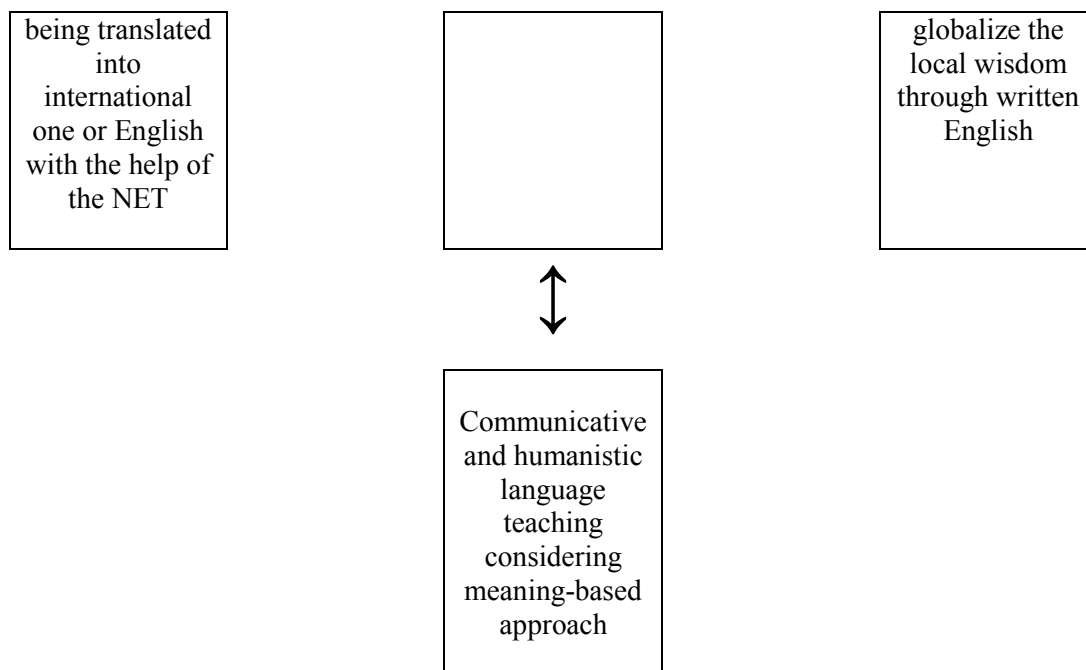 being translated
into
international
one or English
with the help of
the NET
globalize the
local wisdom
through written
English
Communicative
and humanistic
language
teaching
considering
meaning-based
approach